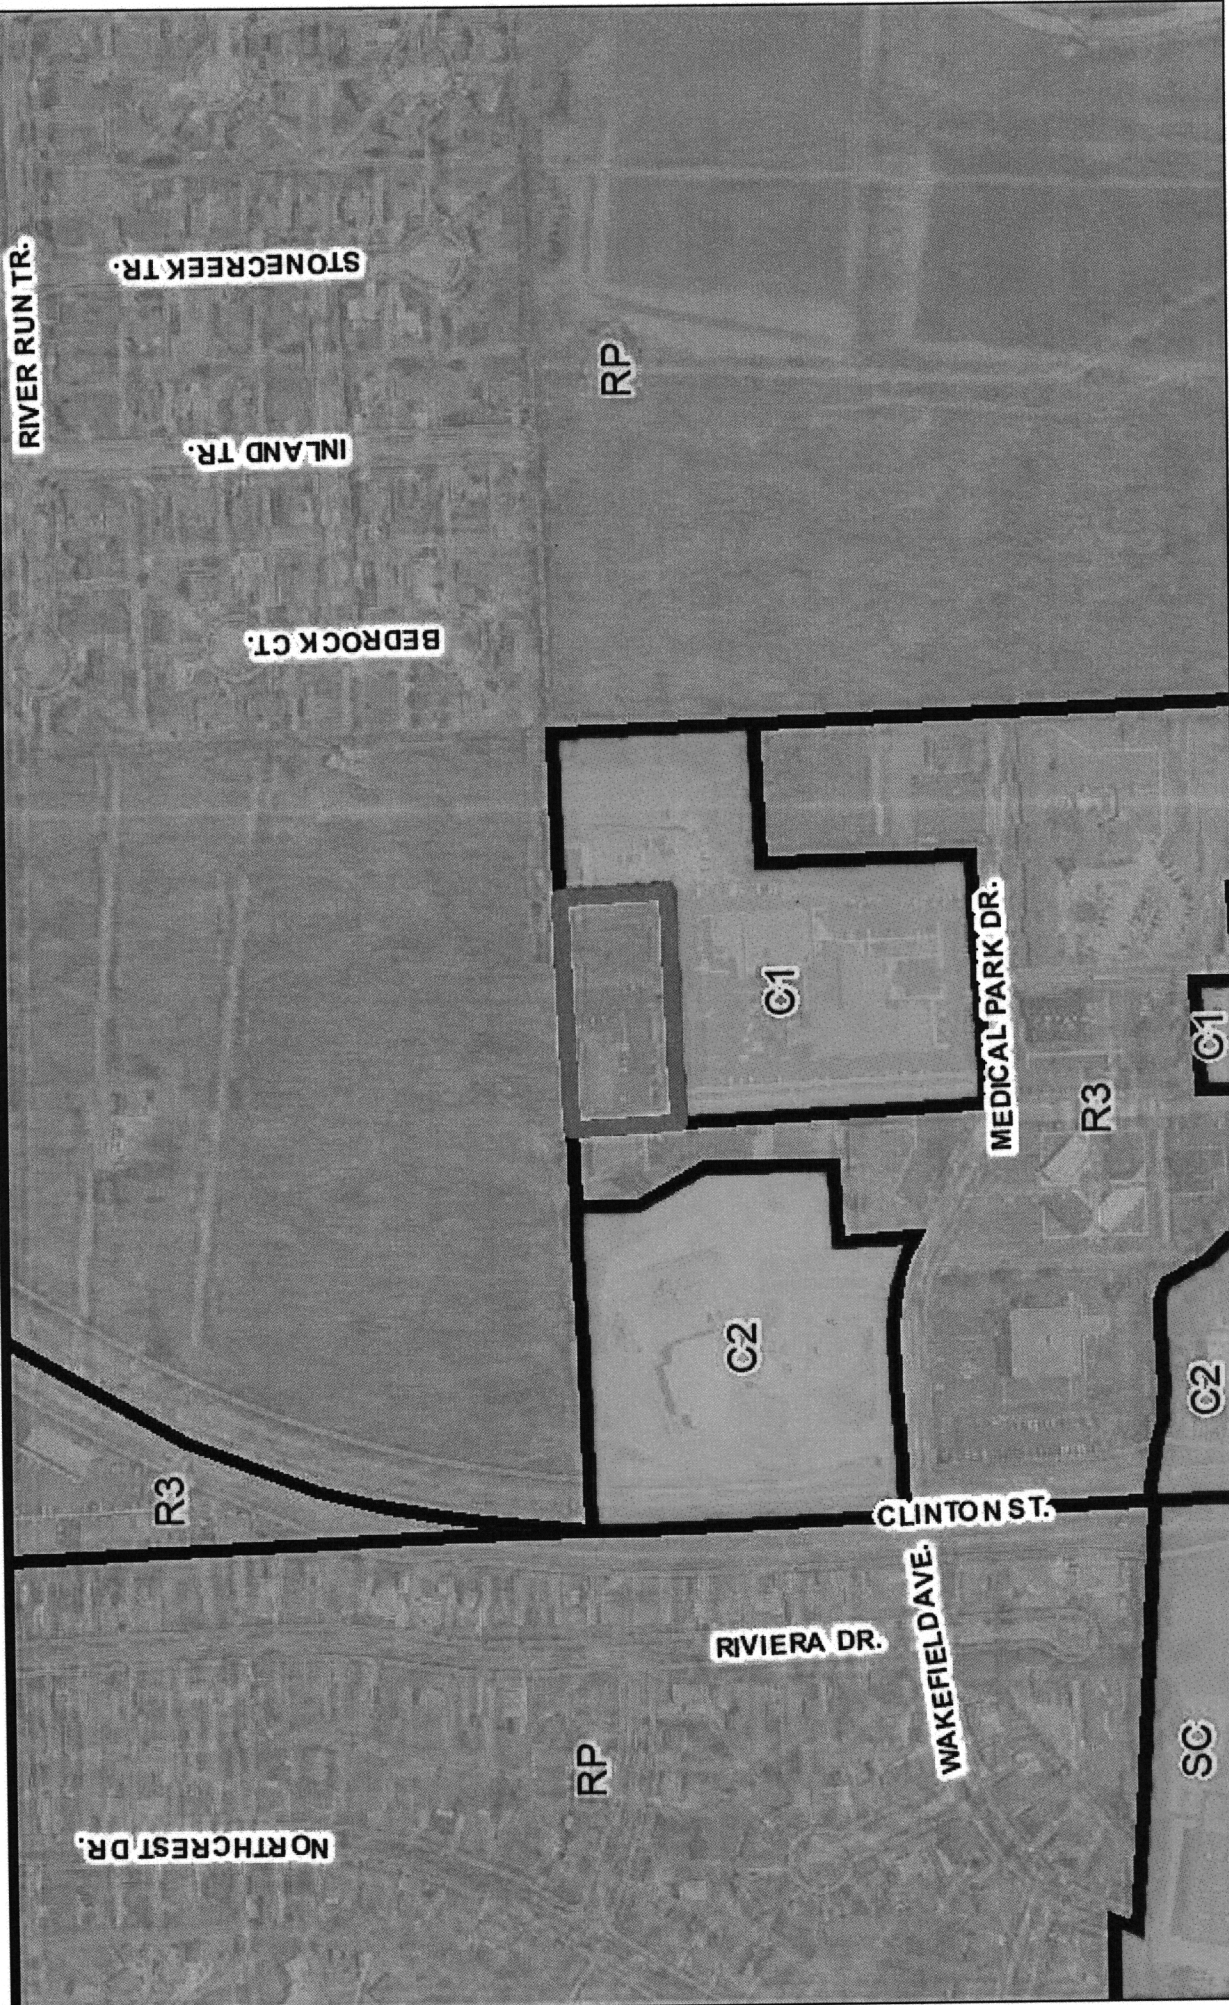 RIVER RUN TR.
STONECREEK TR.
INLAND TR.
BEDROCK CT.
RP
C1
MEDICAL PARK DR.
C1
R3
C2
C2
R3
CLINTON ST.
WAKEFIELD AVE.
RIVIERA DR.
RP
SC
NORTHCREST DR.